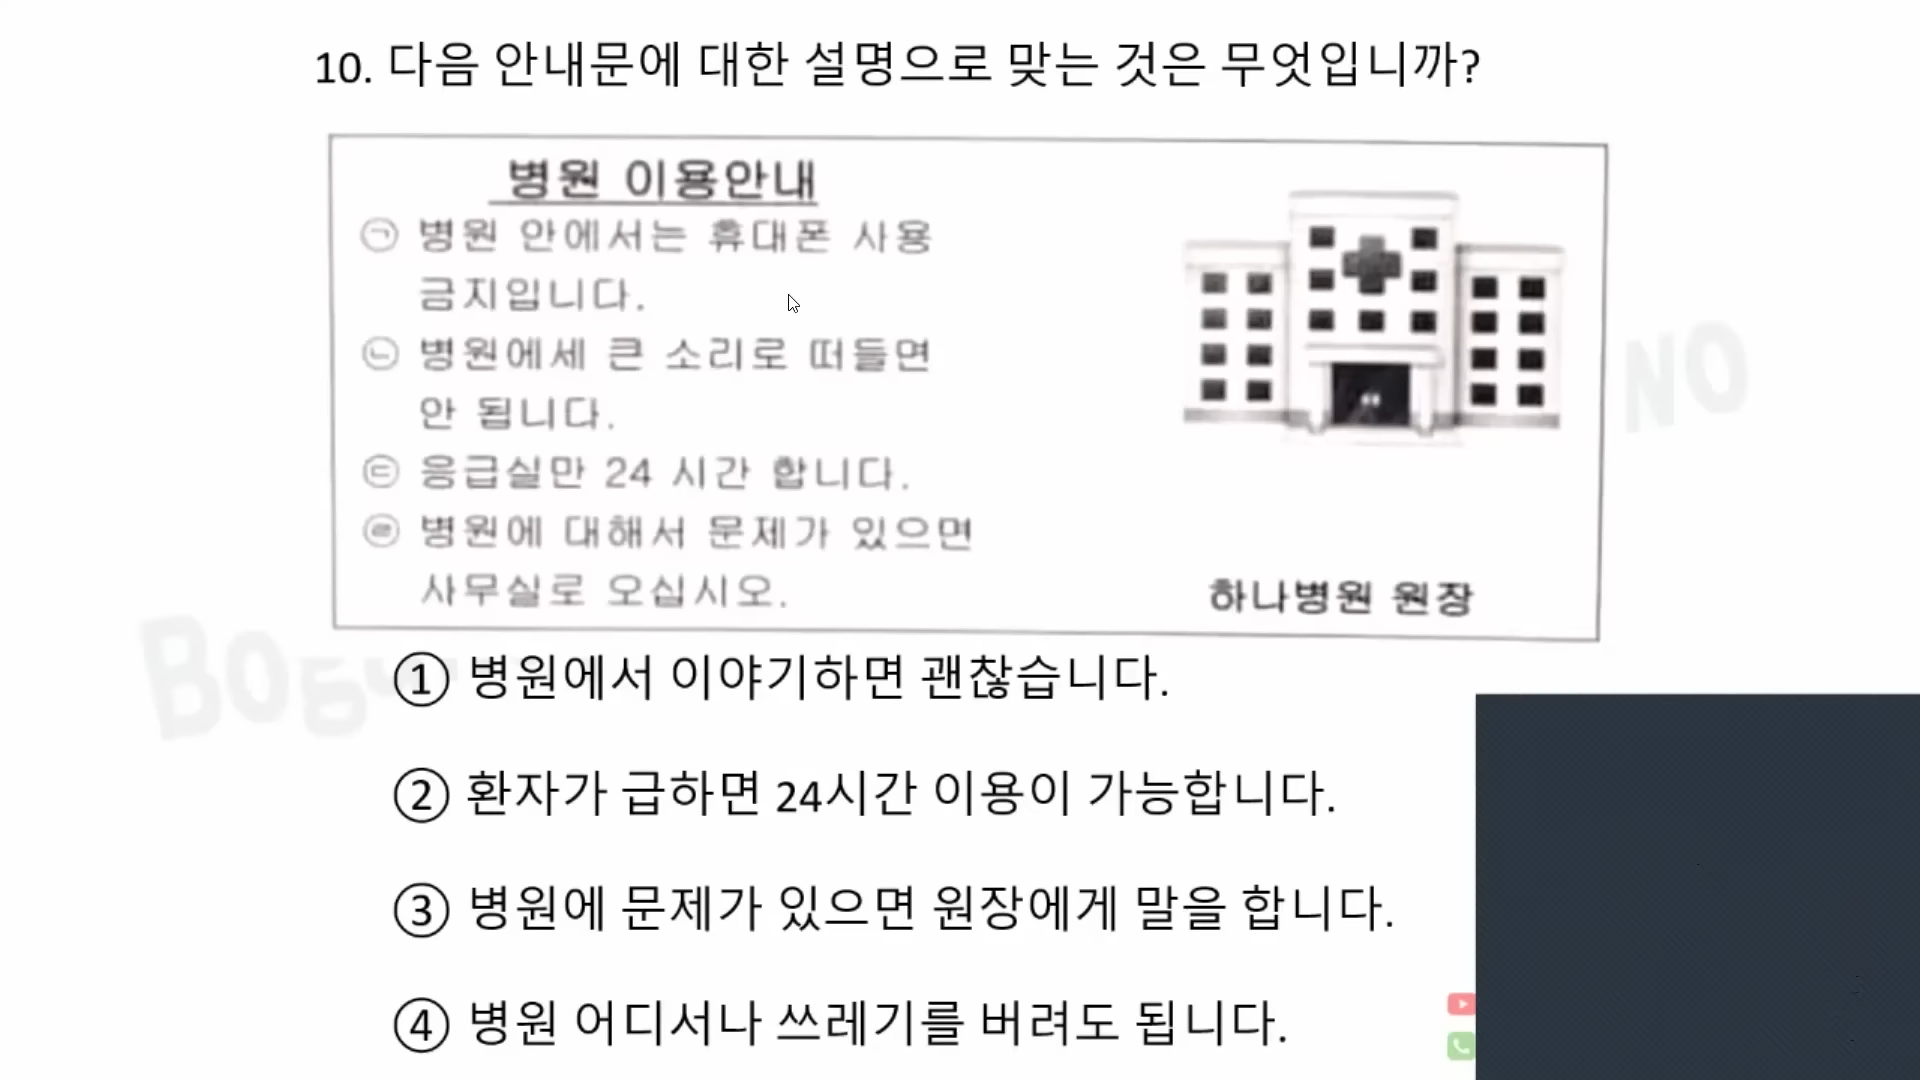 10. 다음 안내문에 대한 설명으로 맞는 것은 무엇입니까?
병원 이용안내
㉠ 병원 안에서는 휴대폰 사용
금지입니다.
㉡ 병원에세 큰 소리로 떠들면
안 됩니다.
㉢ 응급실만 24 시간 합니다.
㉣ 병원에 대해서 문제가 있으면
사무실로 오십시오.
하나병원 원장
NO
① 병원에서 이야기하면 괜찮습니다.
② 환자가 급하면 24시간 이용이 가능합니다.
③ 병원에 문제가 있으면 원장에게 말을 합니다.
④ 병원 어디서나 쓰레기를 버려도 됩니다.